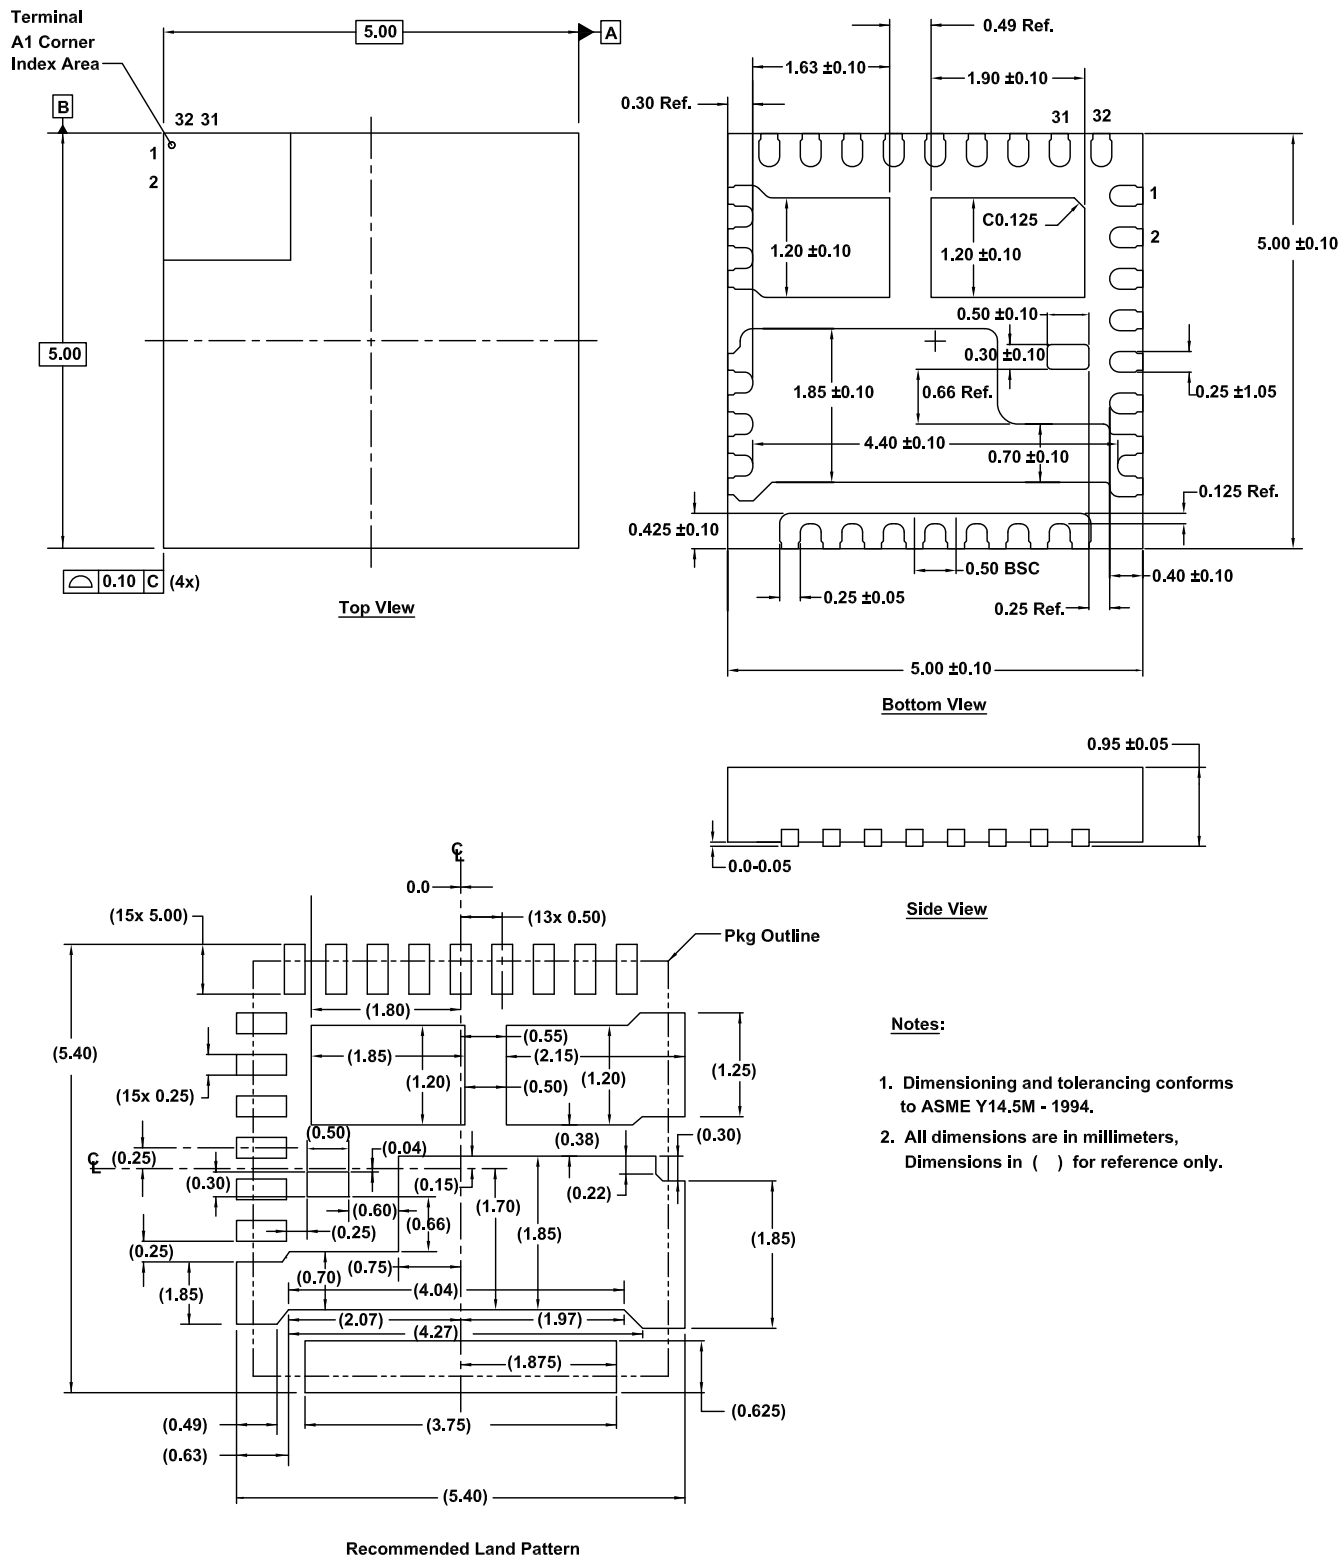 Terminal
A1 Corner
Index Area
5.00
A
B
32 31
1
2
5.00
0.10 C (4x)
Top View
0.49 Ref.
1.63 ±0.10
1.90 ±0.10
0.30 Ref.
31 32
1
2
C0.125
1.20 ±0.10
1.20 ±0.10
5.00 ±0.10
0.50 ±0.10
0.30 ±0.10
1.85 ±0.10
0.66 Ref.
0.25 ±1.05
4.40 ±0.10
0.70 ±0.10
0.125 Ref.
0.425 ±0.10
0.50 BSC
0.40 ±0.10
0.25 ±0.05
0.25 Ref.
5.00 ±0.10
Bottom View
0.95 ±0.05
0.0-0.05
Side View
CL
0.0
(15x 5.00)
(13x 0.50)
Pkg Outline
(1.80)
(5.40)
(0.55)
(1.85)
(2.15)
(1.20)
(1.20)
(1.25)
(15x 0.25)
(0.50)
(0.50)
(0.04)
(0.38)
(0.30)
CL
(0.25)
(0.30)
(0.15)
(0.22)
(0.60)
(0.66)
(1.70)
(0.25)
(1.85)
(1.85)
(0.25)
(0.75)
(0.70)
(1.85)
(4.04)
(2.07)
(1.97)
(4.27)
(1.875)
(0.625)
(0.49)
(3.75)
(0.63)
(5.40)
Recommended Land Pattern
Notes:
1. Dimensioning and tolerancing conforms
to ASME Y14.5M - 1994.
2. All dimensions are in millimeters,
Dimensions in ( ) for reference only.